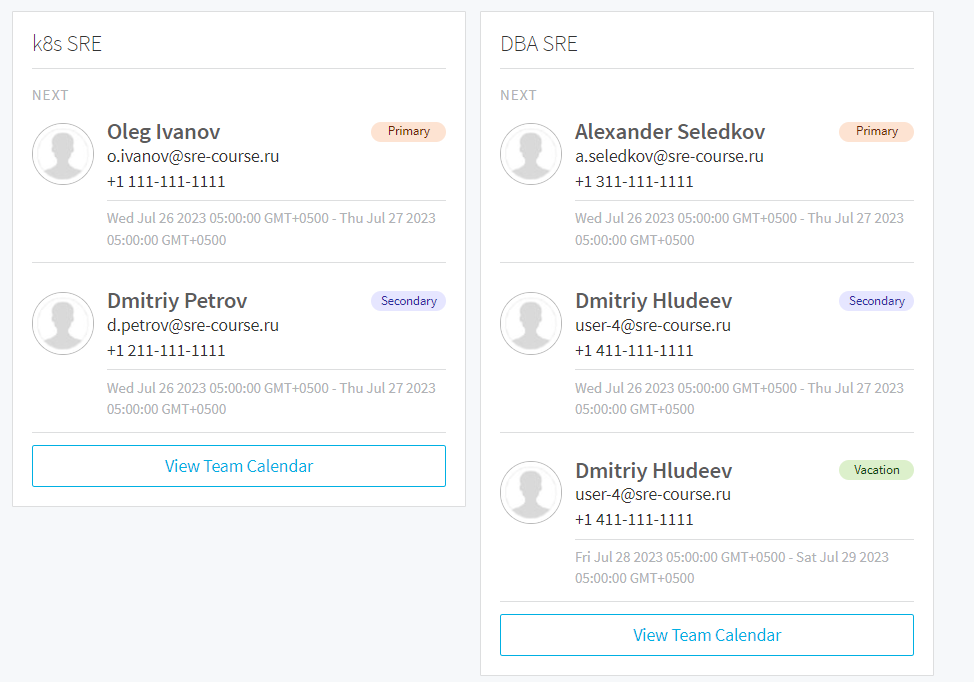 k8s SRE
NEXT
Oleg Ivanov
Primary
o.ivanov@sre-course.ru
+1 111-111-1111
Wed Jul 26 2023 05:00:00 GMT+0500 - Thu Jul 27 2023
05:00:00 GMT+0500
Dmitriy Petrov
Secondary
d.petrov@sre-course.ru
+1 211-111-1111
Wed Jul 26 2023 05:00:00 GMT+0500 - Thu Jul 27 2023
05:00:00 GMT+0500
View Team Calendar
DBA SRE
NEXT
Alexander Seledkov
Primary
a.seledkov@sre-course.ru
+1 311-111-1111
Wed Jul 26 2023 05:00:00 GMT+0500 - Thu Jul 27 2023
05:00:00 GMT+0500
Dmitriy Hludeev
Secondary
user-4@sre-course.ru
+1 411-111-1111
Wed Jul 26 2023 05:00:00 GMT+0500 - Thu Jul 27 2023
05:00:00 GMT+0500
Dmitriy Hludeev
Vacation
user-4@sre-course.ru
+1 411-111-1111
Fri Jul 28 2023 05:00:00 GMT+0500 - Sat Jul 29 2023
05:00:00 GMT+0500
View Team Calendar